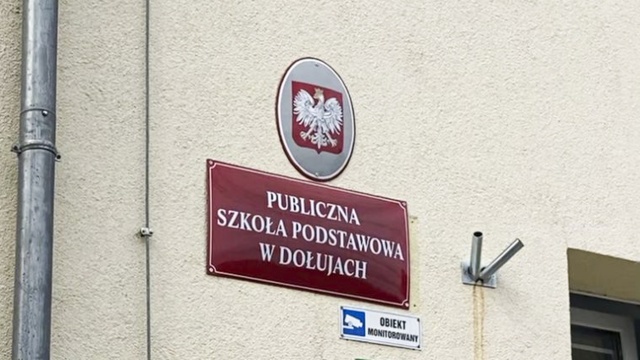 PUBLICZNA
SZKOŁA PODSTAWOWA
W DOŁUJACH
OBIEKT
MONITOROWANY